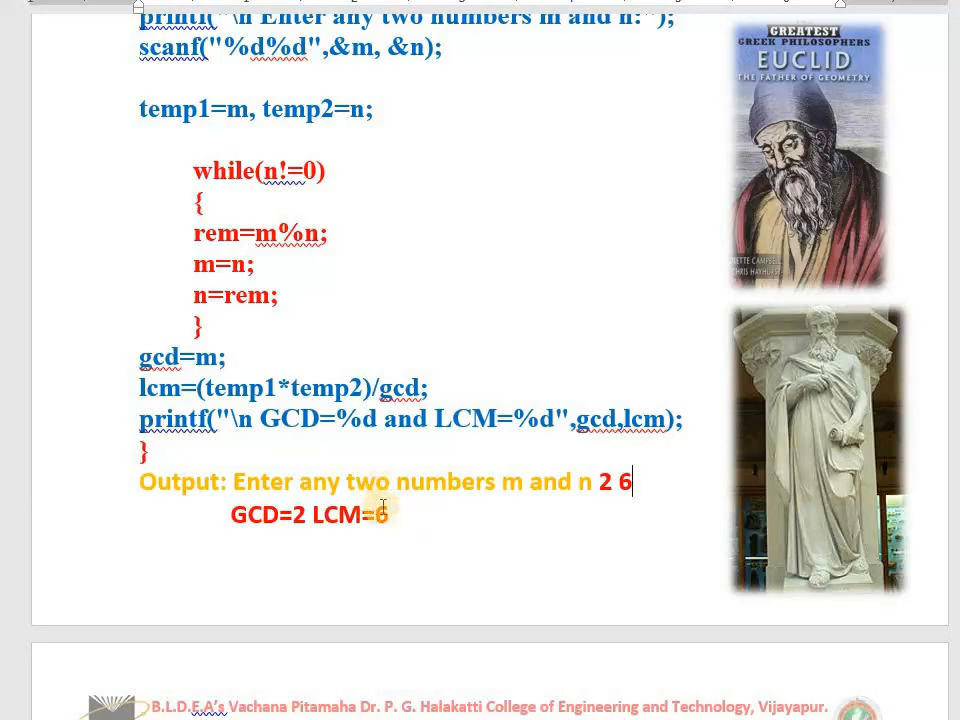 printf("\n Enter any two numbers m and n:");
scanf("%d%d",&m, &n);
temp1=m, temp2=n;
while(n!=0)
{
rem=m%n;
m=n;
n=rem;
}
gcd=m;
lcm=(temp1*temp2)/gcd;
printf("\n GCD=%d and LCM=%d",gcd,lcm);
}
Output: Enter any two numbers m and n 2 6
GCD=2 LCM=6
GREATEST
GREEK PHILOSOPHERS
EUCLID
THE FATHER OF GEOMETRY
CHRIS HAYHURST
B.L.D.E.A's Vachana Pitamaha Dr. P. G. Halakatti College of Engineering and Technology, Vijayapur.